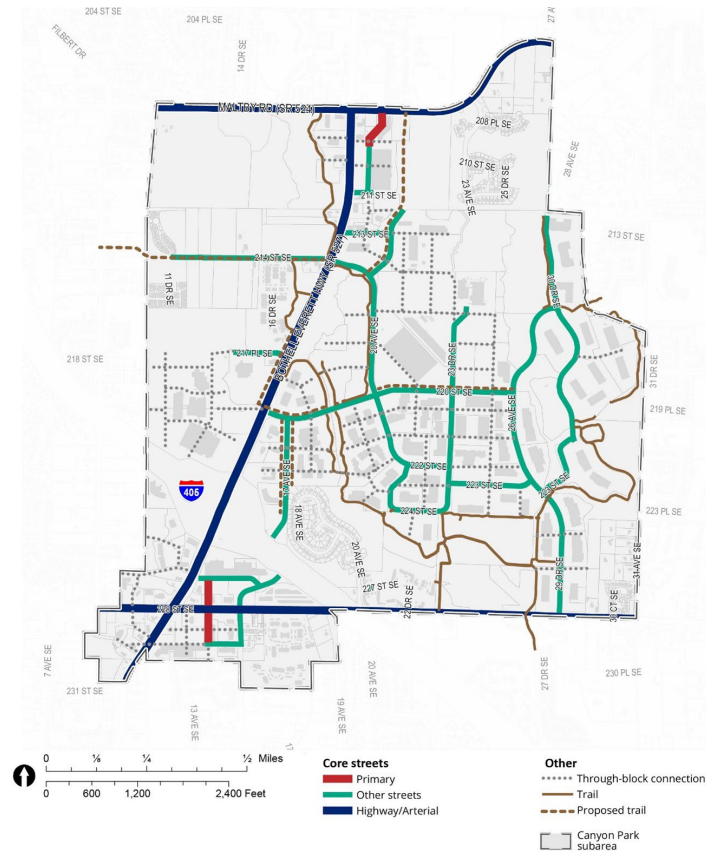 204 ST SE
204 PL SE
27 AV
FILBERT DR
14 DR SE
MALTBY RD (SR 524)
208 PL SE
28 AVE SE
210 ST SE
25 DR SE
23 AVE SE
211 ST SE
213 ST SE
213 ST SE
BOTHELL EVERETT HWY (SR 527)
214 ST SE
11 DR SE
16 DR SE
20 AVE SE
218 ST SE
217 PL SE
23 DR SE
31 DR SE
220 ST SE
26 AVE SE
219 PL SE
222 ST SE
223 ST SE
405
18 AVE SE
224 ST SE
223 PL SE
20 AVE SE
227 ST SE
22 DR SE
29 DR SE
31 AVE SE
228 ST SE
7 AVE SE
27 DR SE
230 PL SE
231 ST SE
13 AVE SE
19 AVE SE
20 AVE SE
0 ⅛ ¼ ½ Miles
0 600 1,200 2,400 Feet
Core streets
Primary
Other streets
Highway/Arterial
Other
Through-block connection
Trail
Proposed trail
Canyon Park
subarea